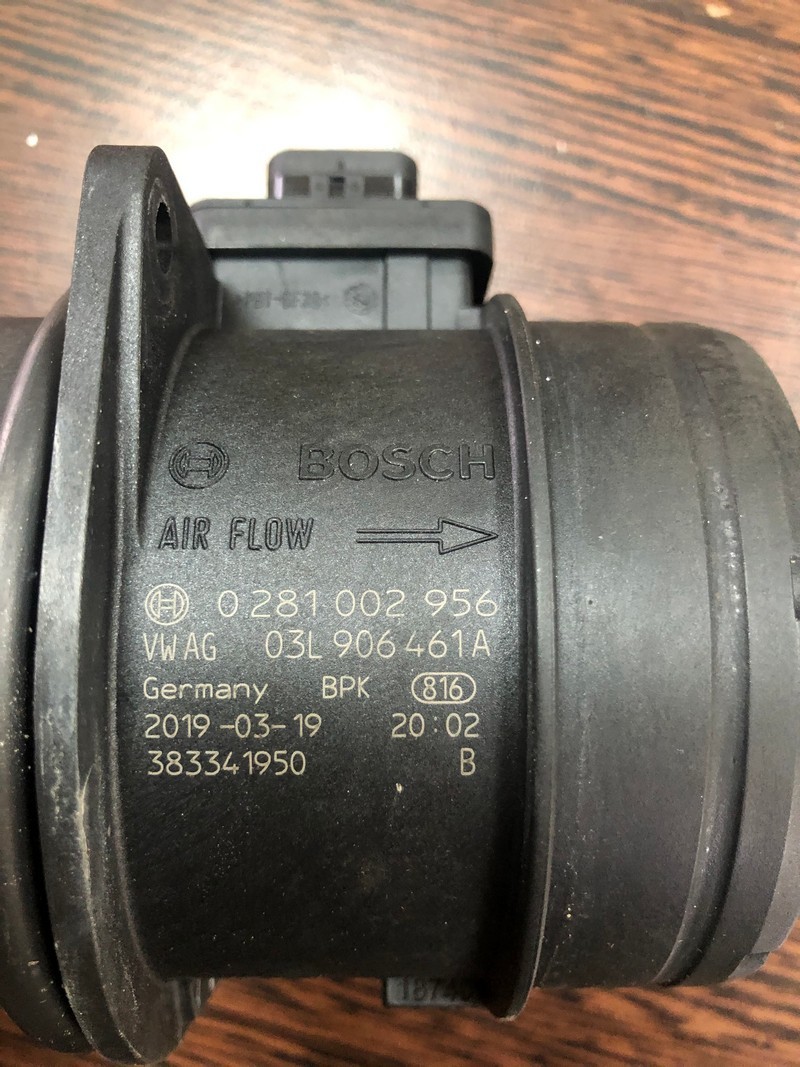 BOSCH
AIR FLOW
0 281 002 956
VW AG 03L 906 461 A
Germany BPK 816
2019-03-19 20:02
383341950 B